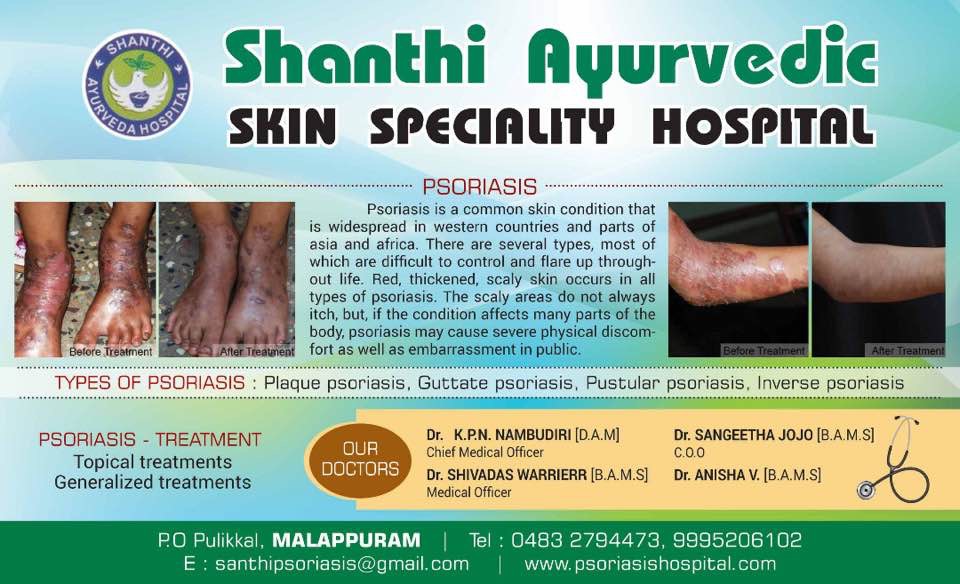 SHANTHI
AYURVEDA HOSPITAL
Shanthi Ayurvedic
SKIN SPECIALITY HOSPITAL
PSORIASIS
Psoriasis is a common skin condition that
is widespread in western countries and parts of
asia and africa. There are several types, most of
which are difficult to control and flare up through-
out life. Red, thickened, scaly skin occurs in all
types of psoriasis. The scaly areas do not always
itch, but, if the condition affects many parts of the
body, psoriasis may cause severe physical discom-
fort as well as embarrassment in public.
Before Treatment
After Treatment
Before Treatment
After Treatment
TYPES OF PSORIASIS : Plaque psoriasis, Guttate psoriasis, Pustular psoriasis, Inverse psoriasis
PSORIASIS - TREATMENT
Topical treatments
Generalized treatments
OUR
DOCTORS
Dr. K.P.N. NAMBUDIRI [D.A.M]
Chief Medical Officer
Dr. SHIVADAS WARRIERR [B.A.M.S]
Medical Officer
Dr. SANGEETHA JOJO [B.A.M.S]
C.O.O
Dr. ANISHA V. [B.A.M.S]
P.O Pulikkal, MALAPPURAM | Tel : 0483 2794473, 9995206102
E : santhipsoriasis@gmail.com | www.psoriasishospital.com